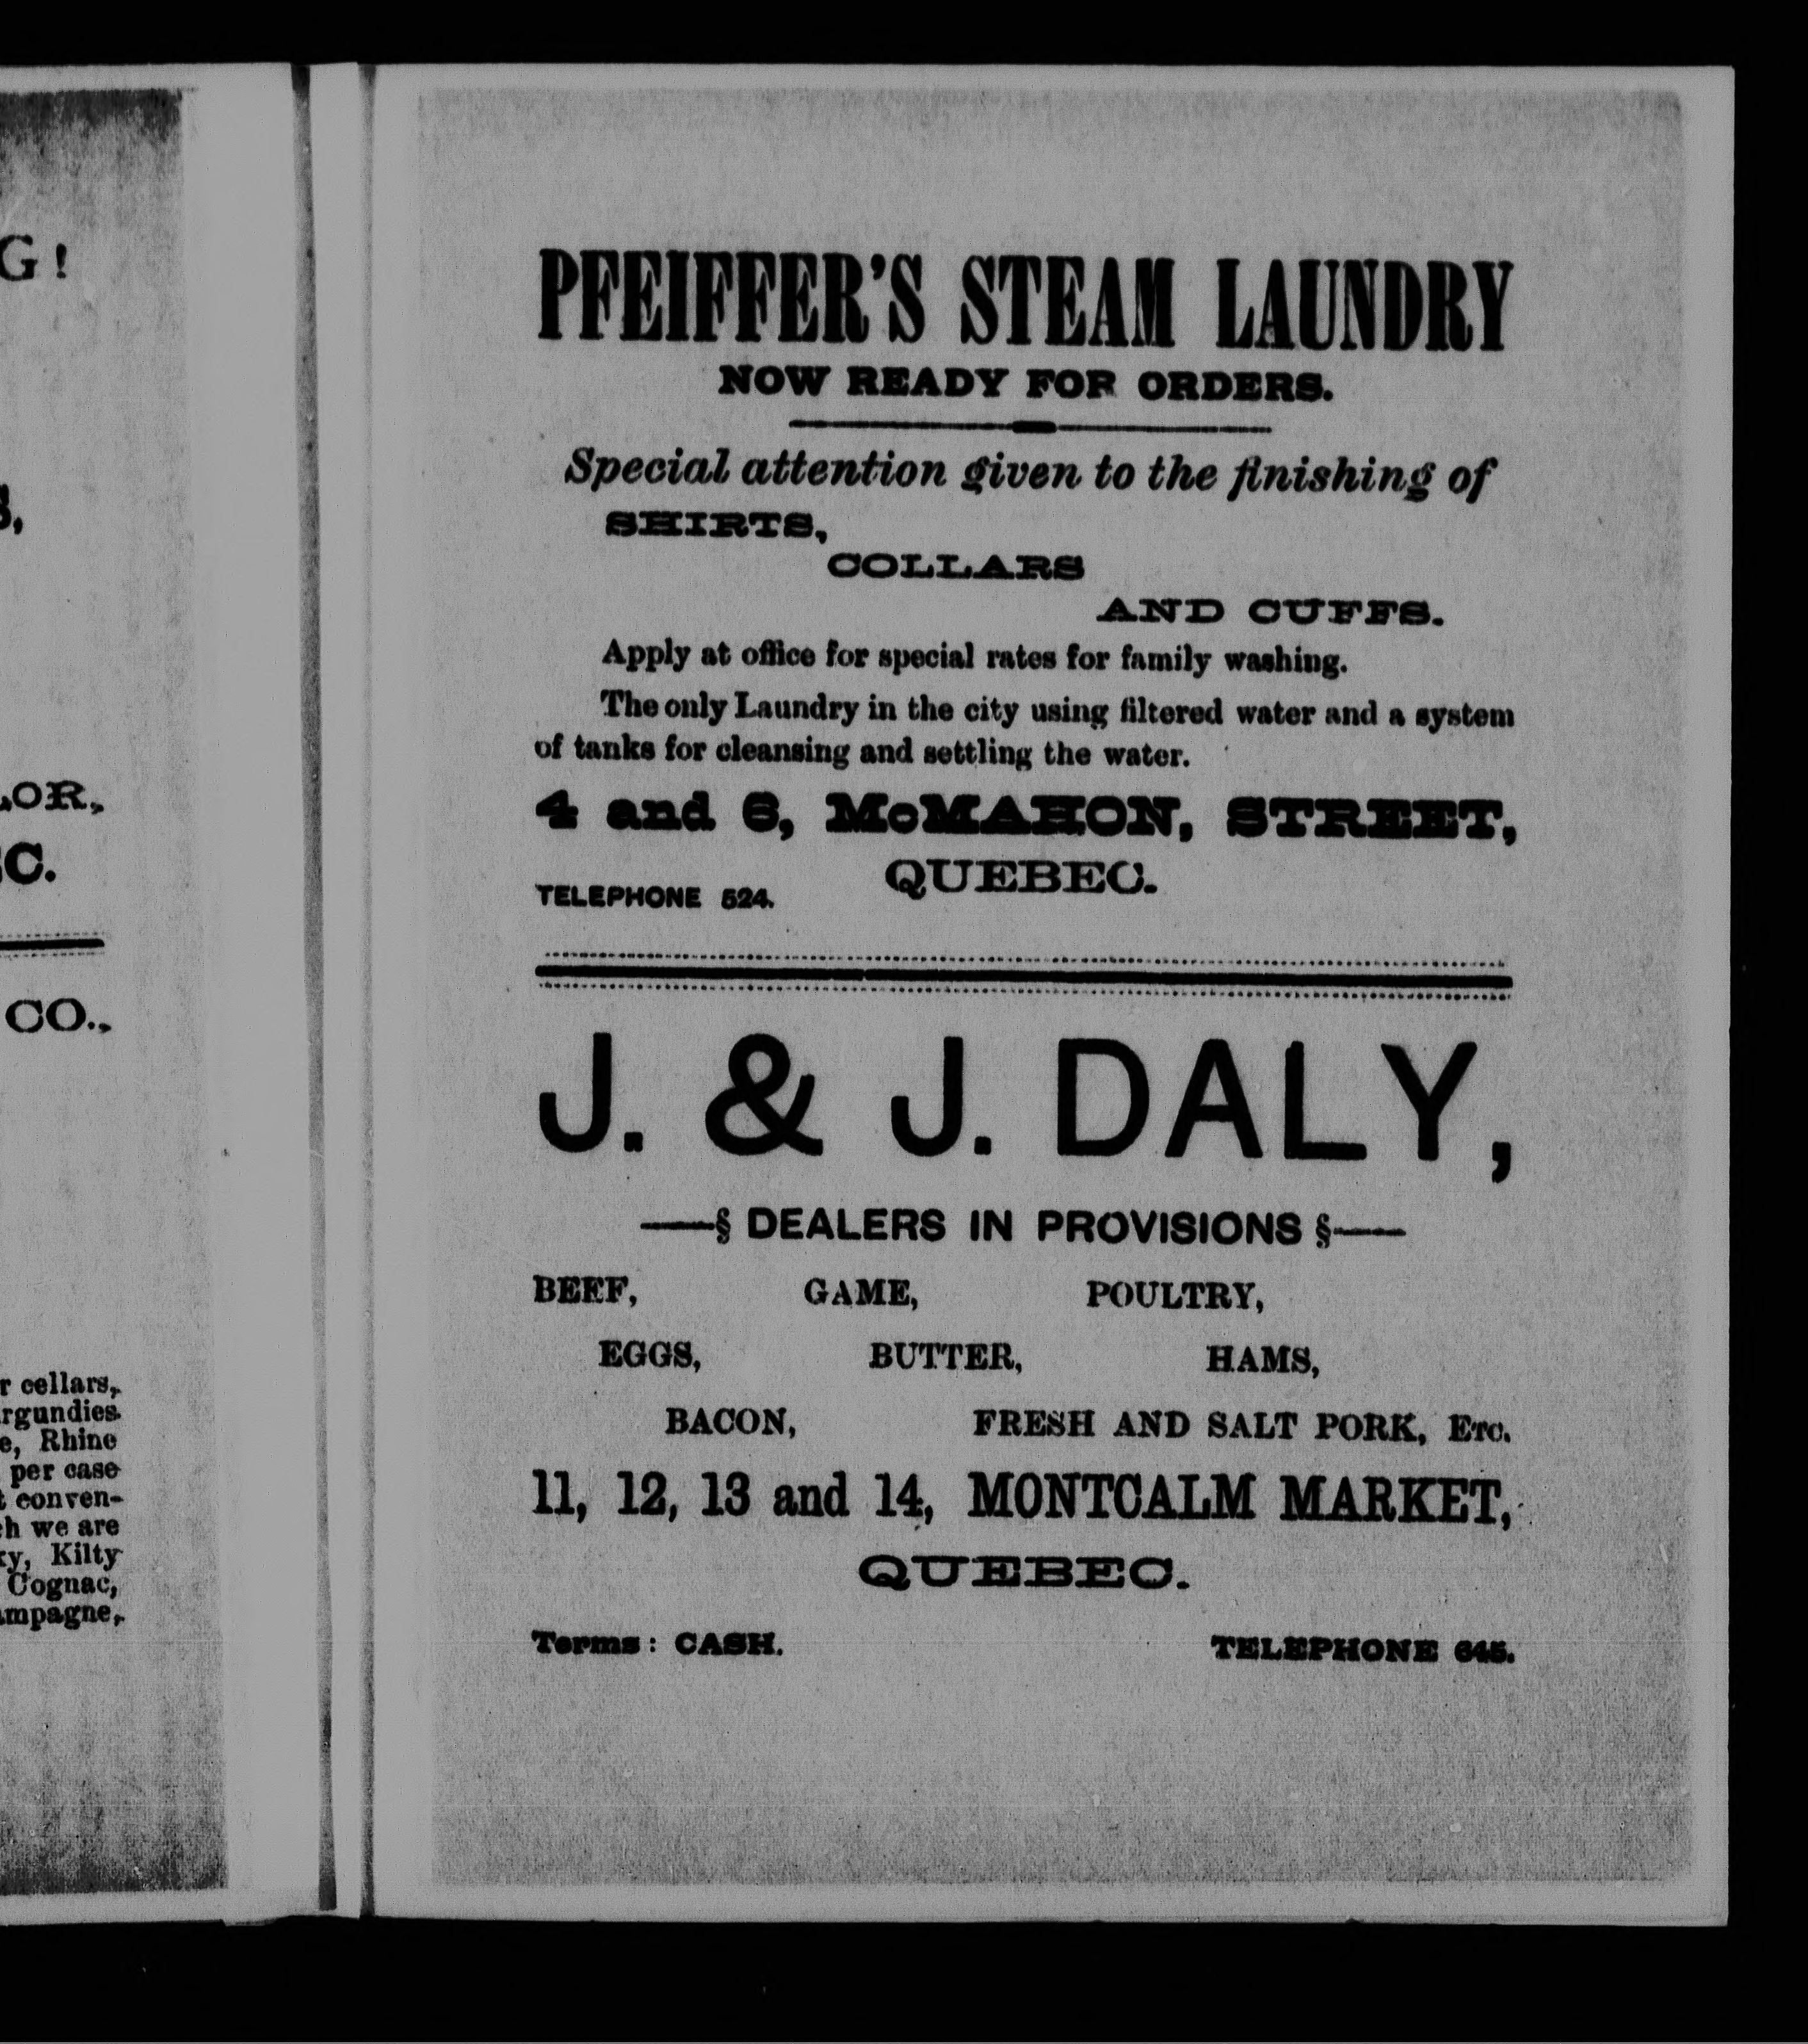 G!
S,
LOR,
C.
CO.,
r cellars,
rgundies
e, Rhine
per case
t conven-
ch we are
ky, Kilty
Cognac,
ampagne,
PFEIFFER'S STEAM LAUNDRY
NOW READY FOR ORDERS.
Special attention given to the finishing of
SHIRTS,
COLLARS
AND CUFFS.
Apply at office for special rates for family washing.
The only Laundry in the city using filtered water and a system
of tanks for cleansing and settling the water.
4 and 6, McMAHON, STREET,
QUEBEC.
TELEPHONE 524.
J. & J. DALY,
—§ DEALERS IN PROVISIONS §—
BEEF, GAME, POULTRY,
EGGS, BUTTER, HAMS,
BACON, FRESH AND SALT PORK, Etc.
11, 12, 13 and 14, MONTCALM MARKET,
QUEBEC.
Terms: CASH. TELEPHONE 645.